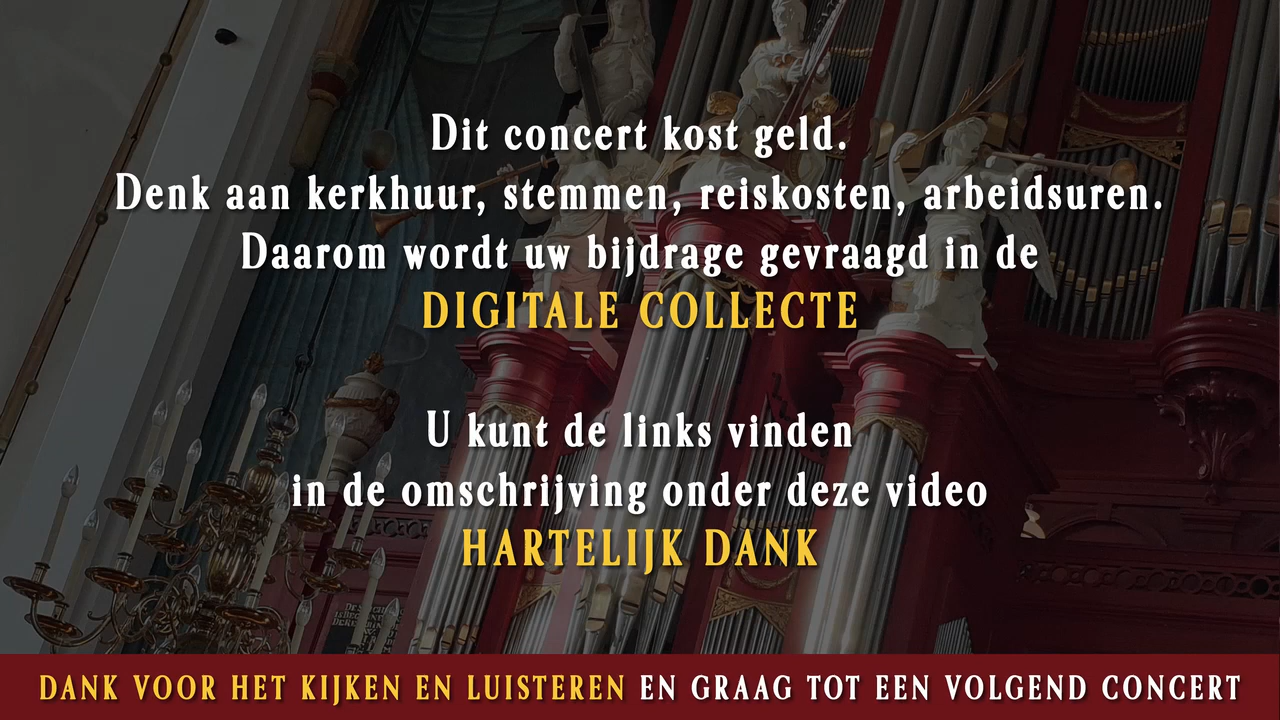 Dit concert kost geld.
Denk aan kerkhuur, stemmen, reiskosten, arbeidsuren.
Daarom wordt uw bijdrage gevraagd in de
DIGITALE COLLECTE
U kunt de links vinden
in de omschrijving onder deze video
HARTELIJK DANK
DANK VOOR HET KIJKEN EN LUISTEREN EN GRAAG TOT EEN VOLGEND CONCERT